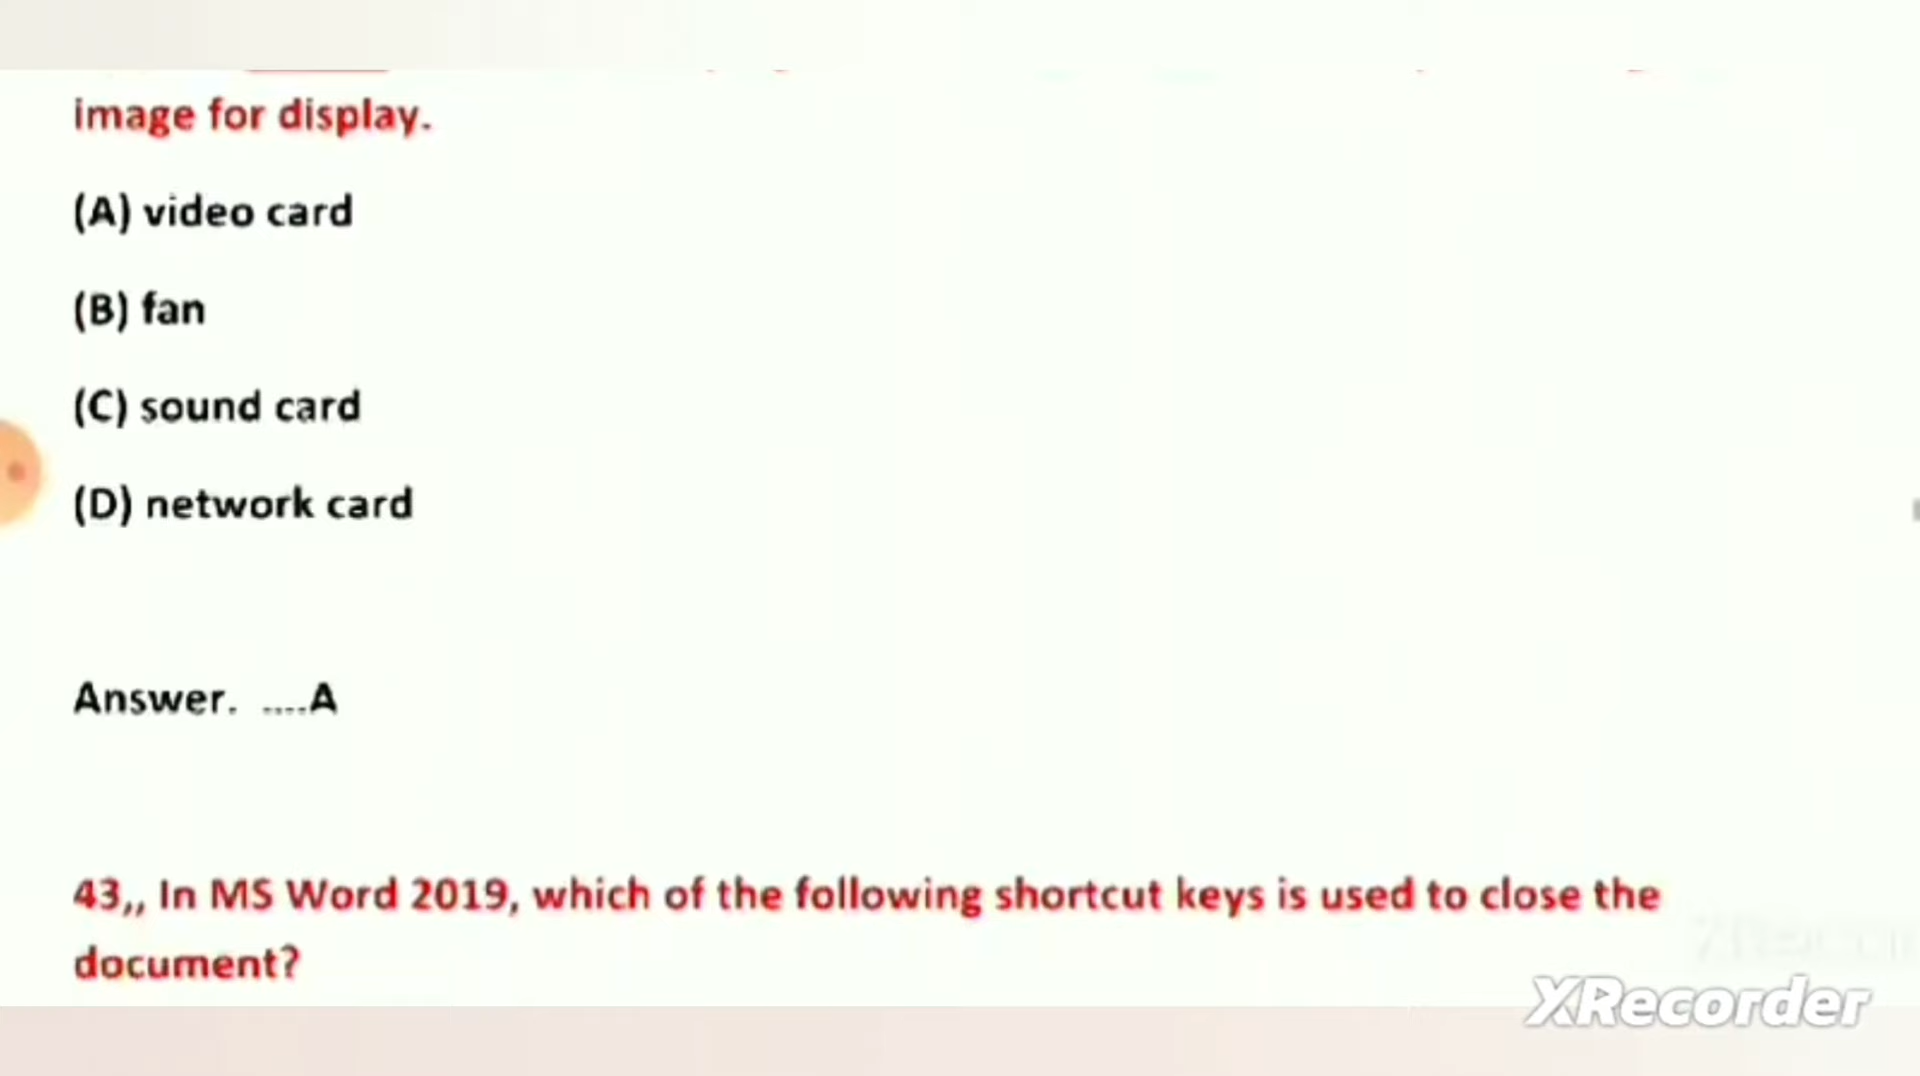 image for display.
(A) video card
(B) fan
(C) sound card
(D) network card
Answer. ....A
43,, In MS Word 2019, which of the following shortcut keys is used to close the
document?
XRecorder